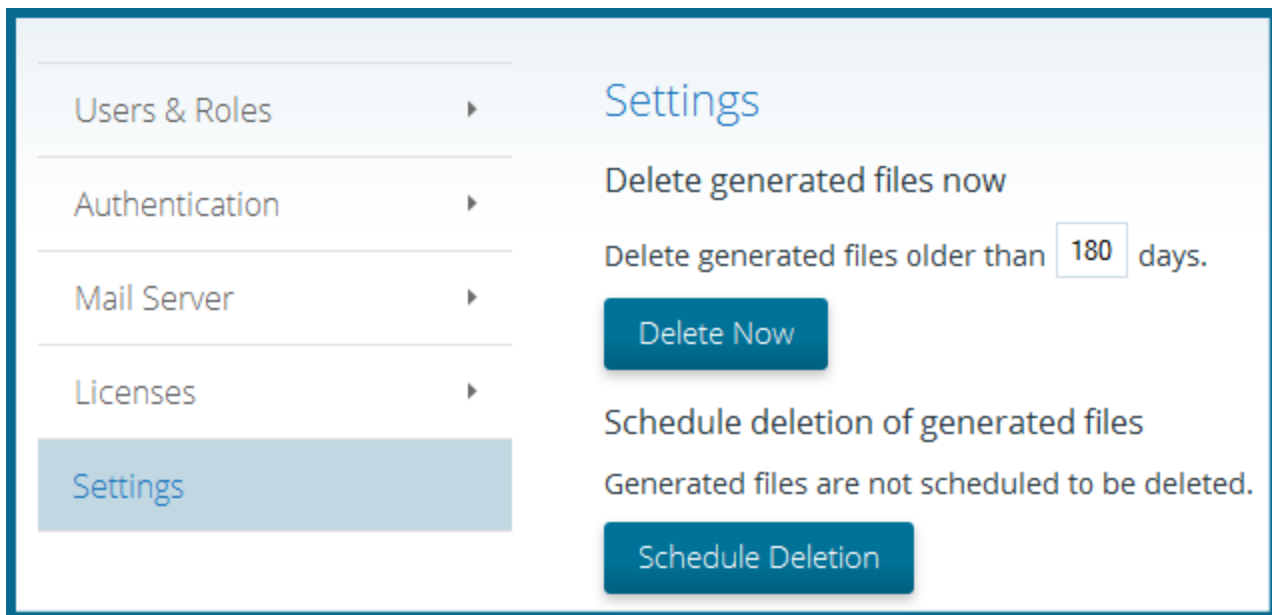 Users & Roles
Authentication
Mail Server
Licenses
Settings
Settings
Delete generated files now
Delete generated files older than 180 days.
Delete Now
Schedule deletion of generated files
Generated files are not scheduled to be deleted.
Schedule Deletion